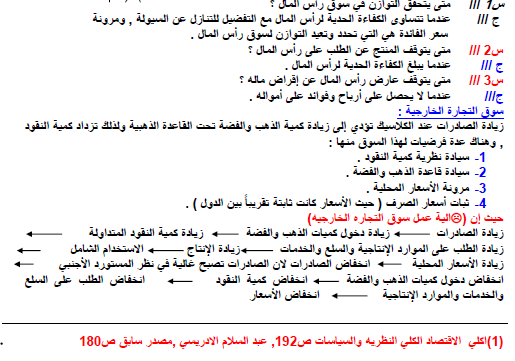 س1 /// متى يتحقق التوازن في سوق رأس المال ؟
ج /// عندما تتساوى الكفاءة الحدية لرأس المال مع التفضيل للتنازل عن السيولة , ومرونة
سعر الفائدة هي التي تحدد وتعيد التوازن لسوق رأس المال .
س2 /// متى يتوقف المنتج عن الطلب على رأس المال ؟
ج /// عندما يبلغ الكفاءة الحدية لرأس المال .
س3 /// متى يتوقف عارض رأس المال عن إقراض ماله ؟
ج/// عندما لا يحصل على أرباح وفوائد على أمواله .
سوق التجارة الخارجية :
زيادة الصادرات عند الكلاسيك تؤدي إلى زيادة كمية الذهب والفضة تحت القاعدة الذهبية ولذلك تزداد كمية النقود
, وهناك عدة فرضيات لهذا السوق منها :
1- سيادة نظرية كمية النقود .
2- سيادة قاعدة الذهب والفضة .
3- مرونة الأسعار المحلية .
4- ثبات أسعار الصرف ( حيث الأسعار كانت ثابتة تقريباً بين الدول ) .
حيث إن (☹الية عمل سوق التجاره الخارجيه)
زيادة الصادرات ← زيادة دخول كميات الذهب والفضة ← زيادة كمية النقود المتداولة ←
زيادة الطلب على الموارد الإنتاجية والسلع والخدمات ← زيادة الإنتاج ← الاستخدام الشامل ←
زيادة الأسعار المحلية ← انخفاض الصادرات لان الصادرات تصبح غالية في نظر المستورد الأجنبي ←
انخفاض دخول كميات الذهب والفضة ← انخفاض كمية النقود ← انخفاض الطلب على السلع
والخدمات والموارد الإنتاجية ← انخفاض الأسعار
(1)اكلي الاقتصاد الكلي النظريه والسياسات ص192, عبد السلام الادريسي ,مصدر سابق ص180 .